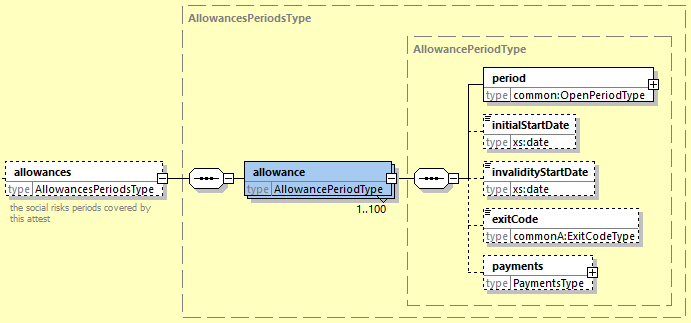 AllowancesPeriodsType
AllowancePeriodType
period
type common:OpenPeriodType
initialStartDate
type xs:date
allowances
type AllowancesPeriodsType
the social risks periods covered by
this attest
allowance
type AllowancePeriodType
1..100
invalidityStartDate
type xs:date
exitCode
type commonA:ExitCodeType
payments
type PaymentsType